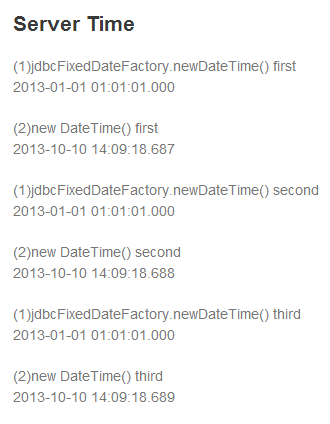 Server Time
(1)jdbcFixedDateFactory.newDateTime() first
2013-01-01 01:01:01.000
(2)new DateTime() first
2013-10-10 14:09:18.687
(1)jdbcFixedDateFactory.newDateTime() second
2013-01-01 01:01:01.000
(2)new DateTime() second
2013-10-10 14:09:18.688
(1)jdbcFixedDateFactory.newDateTime() third
2013-01-01 01:01:01.000
(2)new DateTime() third
2013-10-10 14:09:18.689